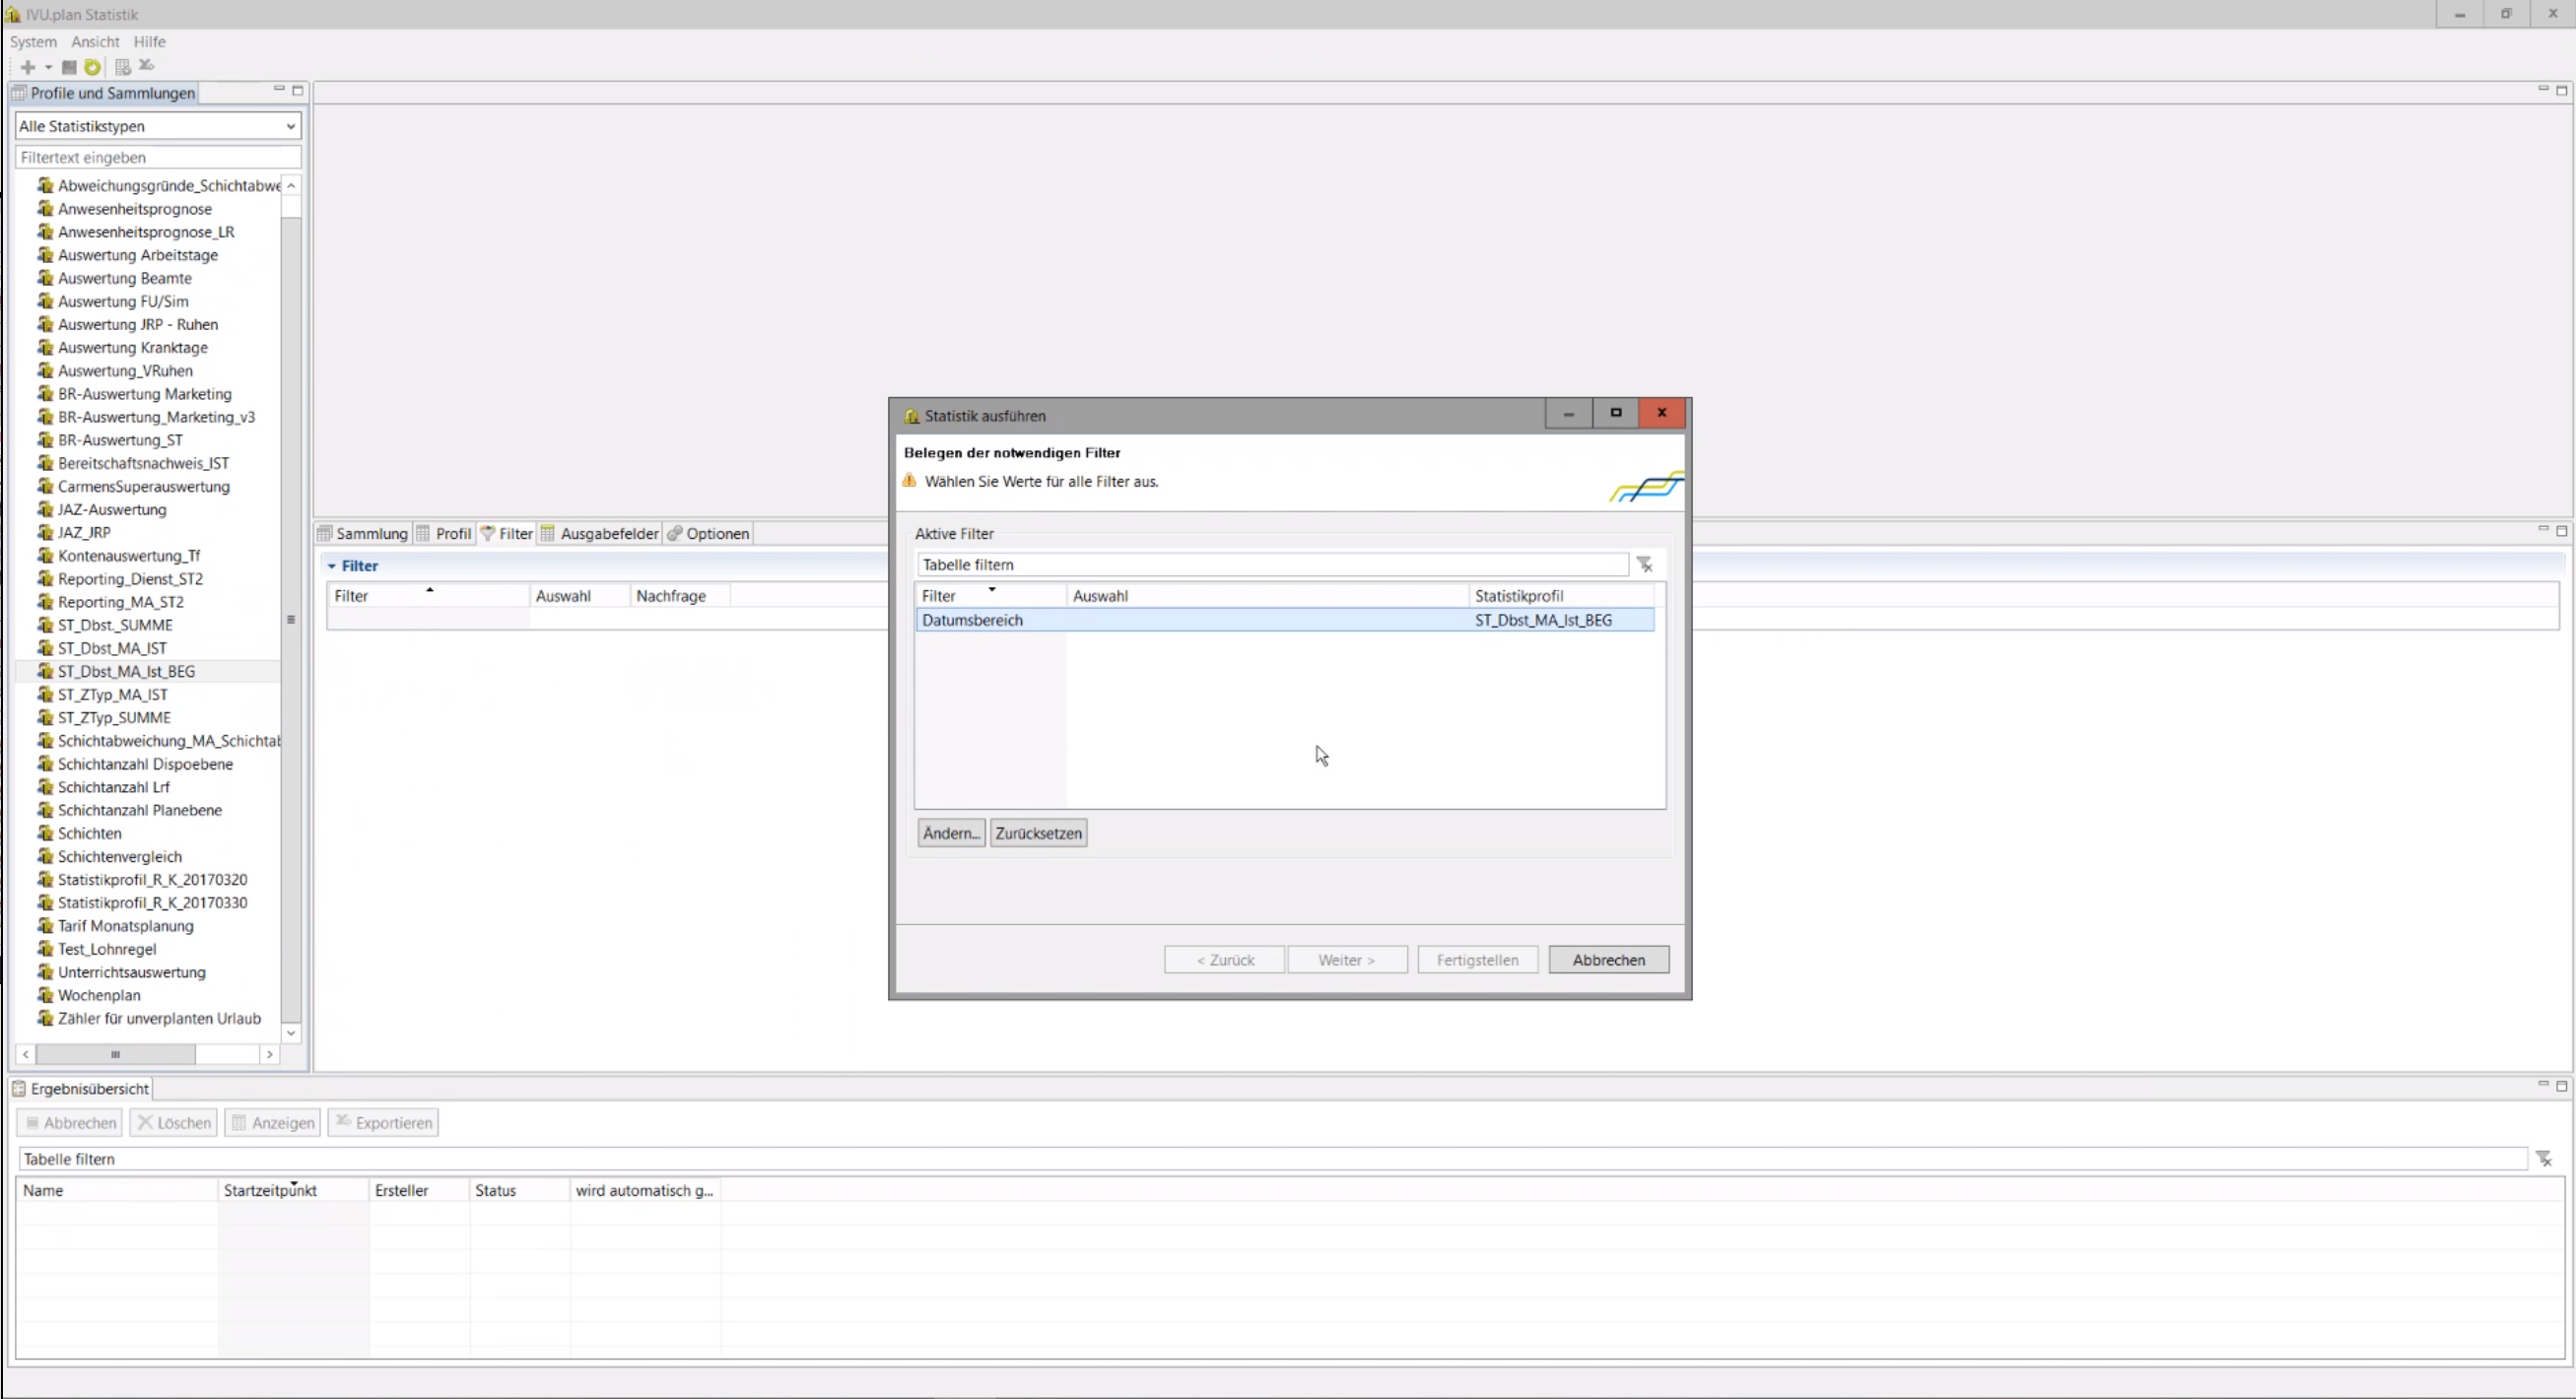 IVU.plan Statistik
System Ansicht Hilfe
Profile und Sammlungen
Alle Statistikstypen
Filtertext eingeben
Abweichungsgründe_Schichtabwe
Anwesenheitsprognose
Anwesenheitsprognose_LR
Auswertung Arbeitstage
Auswertung Beamte
Auswertung FU/Sim
Auswertung JRP - Ruhen
Auswertung Kranktage
Auswertung_VRuhen
BR-Auswertung Marketing
BR-Auswertung_Marketing_v3
BR-Auswertung_ST
Bereitschaftsnachweis_IST
CarmensSuperauswertung
JAZ-Auswertung
JAZ_JRP
Kontenauswertung_Tf
Reporting_Dienst_ST2
Reporting_MA_ST2
ST_Dbst._SUMME
ST_Dbst_MA_IST
ST_Dbst_MA_Ist_BEG
ST_ZTyp_MA_IST
ST_ZTyp_SUMME
Schichtabweichung_MA_Schichtab
Schichtanzahl Dispoebene
Schichtanzahl Lrf
Schichtanzahl Planebene
Schichten
Schichtenvergleich
Statistikprofil_R_K_20170320
Statistikprofil_R_K_20170330
Tarif Monatsplanung
Test_Lohnregel
Unterrichtsauswertung
Wochenplan
Zähler für unverplanten Urlaub
Sammlung Profil Filter Ausgabefelder Optionen
Filter
Filter Auswahl Nachfrage
Statistik ausführen
Belegen der notwendigen Filter
Wählen Sie Werte für alle Filter aus.
Aktive Filter
Tabelle filtern
Filter Auswahl Statistikprofil
Datumsbereich ST_Dbst_MA_Ist_BEG
Ändern... Zurücksetzen
< Zurück Weiter > Fertigstellen Abbrechen
Ergebnisübersicht
Abbrechen Löschen Anzeigen Exportieren
Tabelle filtern
Name Startzeitpunkt Ersteller Status wird automatisch g...